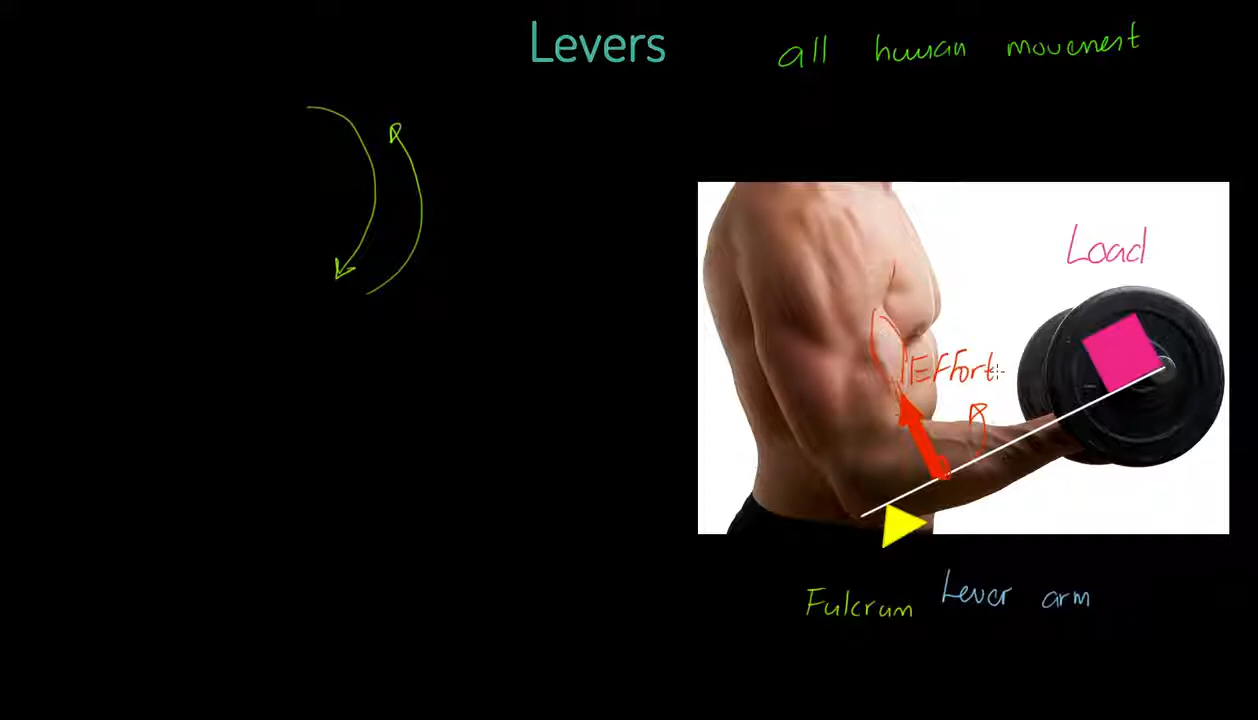 Levers
all human movement
Load
Effort
Fulcrum
Lever arm